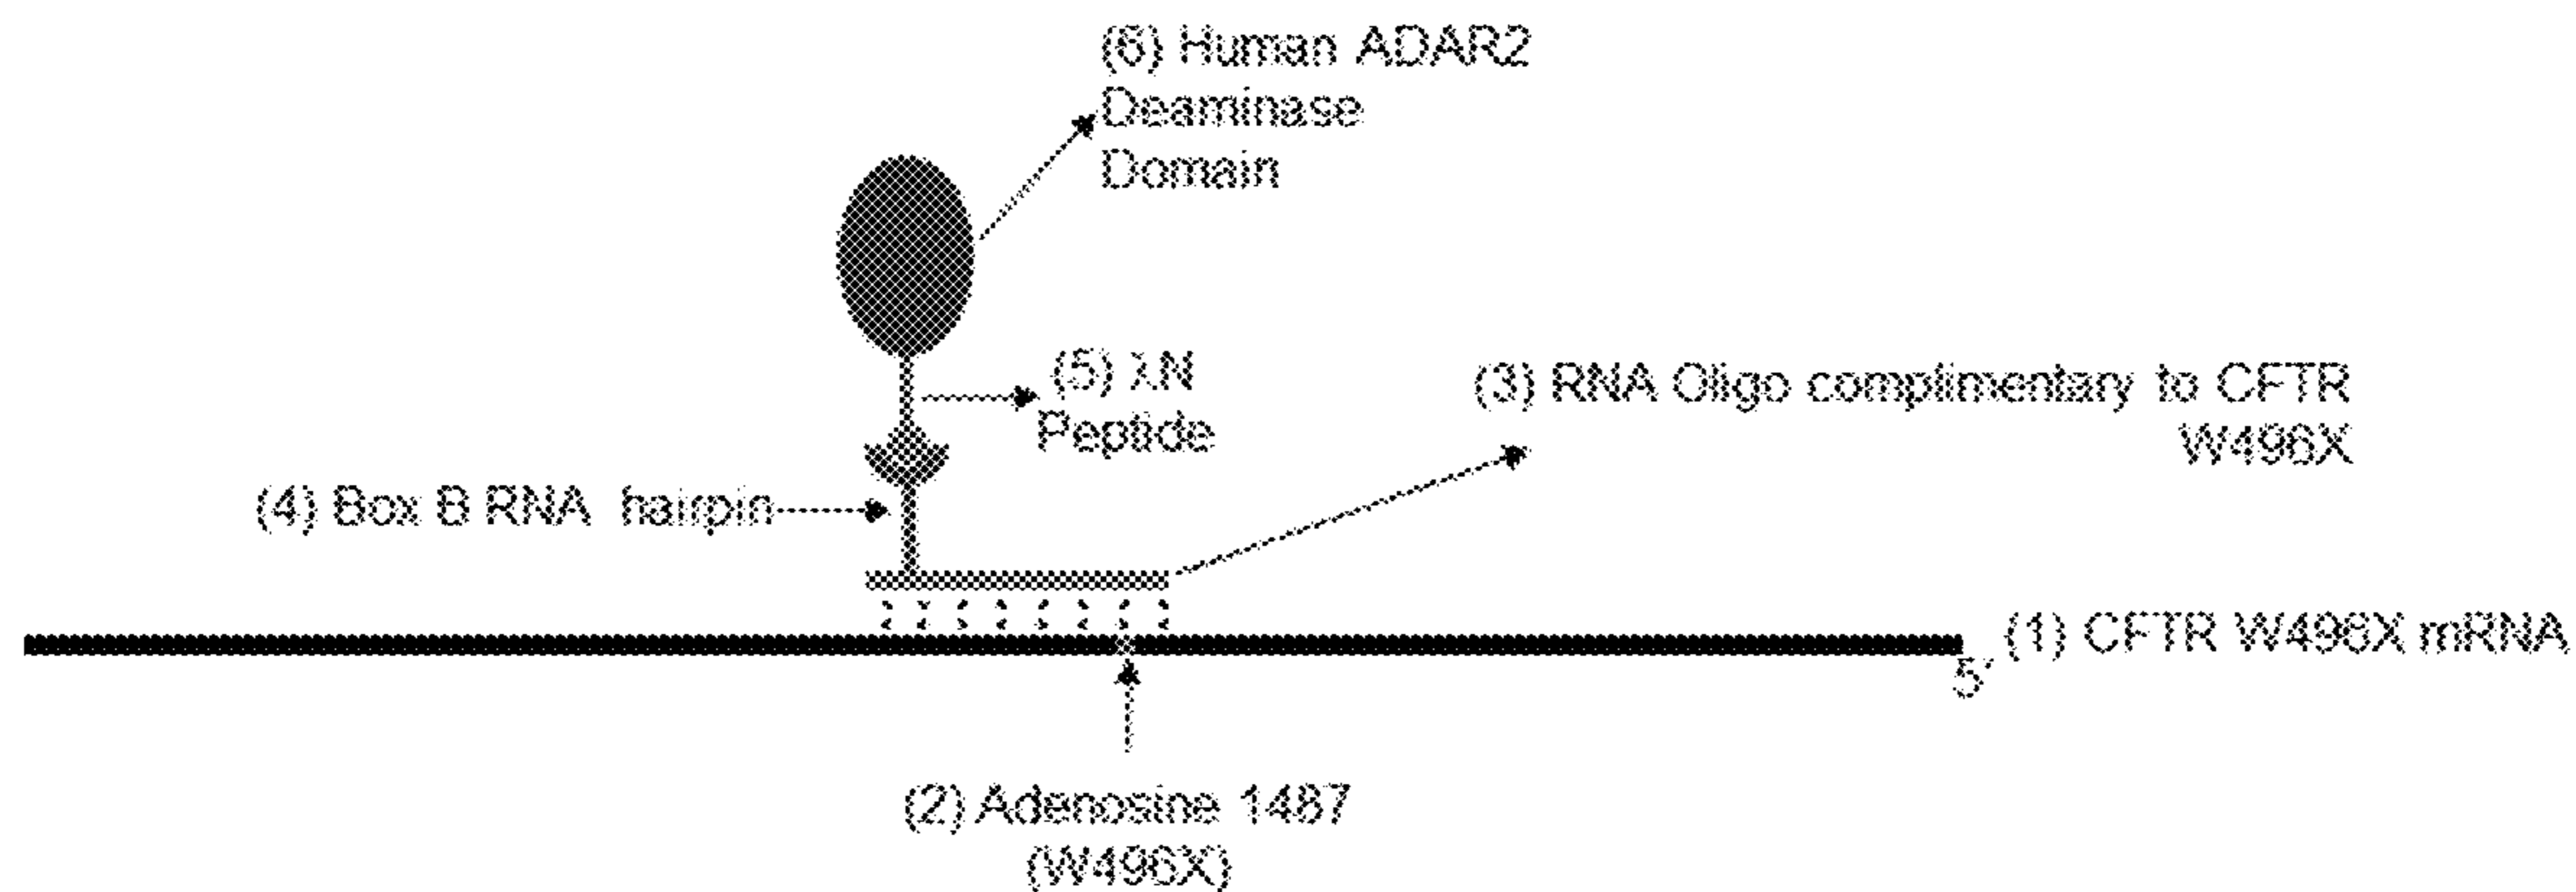 (6) Human ADAR2
Deaminase
Domain
(5) λN
Peptide
(3) RNA Oligo complimentary to CFTR
W496X
(4) Box B RNA hairpin
(1) CFTR W496X mRNA
5'
(2) Adenosine 1487
(W496X)